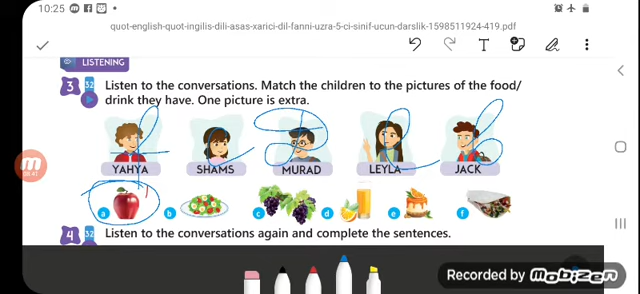 10:25
quot-english-quot-ingilis-dili-asas-xarici-dil-fanni-uzra-5-ci-sinif-ucun-darslik-1598511924-419.pdf
LISTENING
3 32 Listen to the conversations. Match the children to the pictures of the food/
drink they have. One picture is extra.
YAHYA SHAMS MURAD LEYLA JACK
a b c d e f
4 32 Listen to the conversations again and complete the sentences.
Recorded by Mobizen